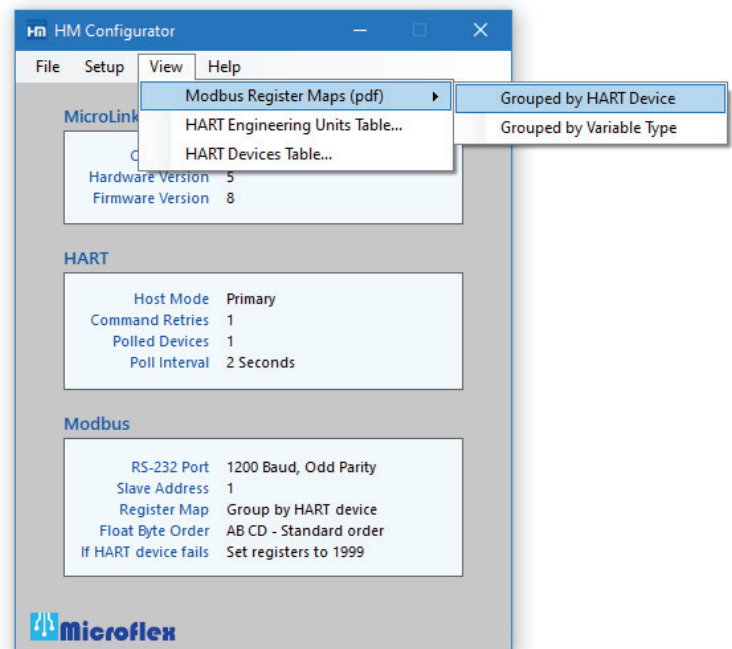 Hm HM Configurator
File Setup View Help
Modbus Register Maps (pdf)
Grouped by HART Device
HART Engineering Units Table...
Grouped by Variable Type
HART Devices Table...
MicroLink
Hardware Version 5
Firmware Version 8
HART
Host Mode Primary
Command Retries 1
Polled Devices 1
Poll Interval 2 Seconds
Modbus
RS-232 Port 1200 Baud, Odd Parity
Slave Address 1
Register Map Group by HART device
Float Byte Order AB CD - Standard order
If HART device fails Set registers to 1999
Microflex